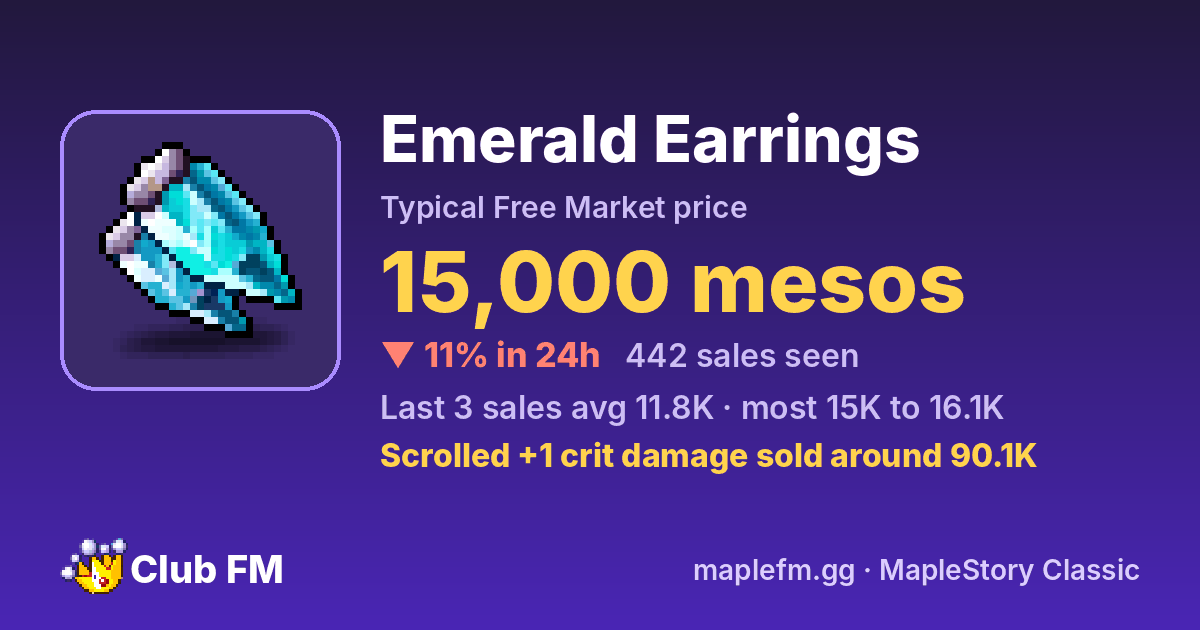 Emerald Earrings
Typical Free Market price
15,000 mesos
▼ 11% in 24h 442 sales seen
Last 3 sales avg 11.8K · most 15K to 16.1K
Scrolled +1 crit damage sold around 90.1K
Club FM
maplefm.gg · MapleStory Classic